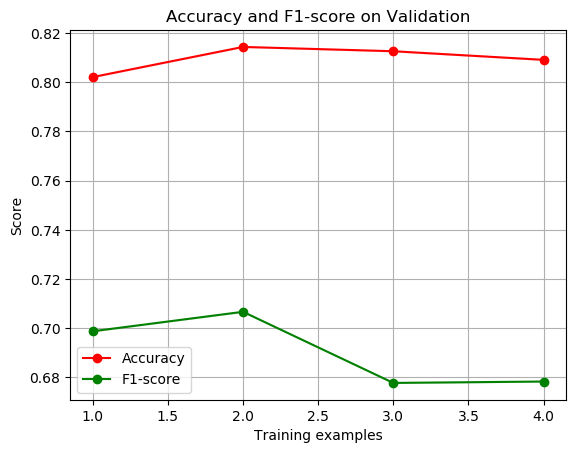 Accuracy and F1-score on Validation
0.82
0.80
0.78
0.76
0.74
0.72
0.70
0.68
Score
Accuracy
F1-score
1.0 1.5 2.0 2.5 3.0 3.5 4.0
Training examples